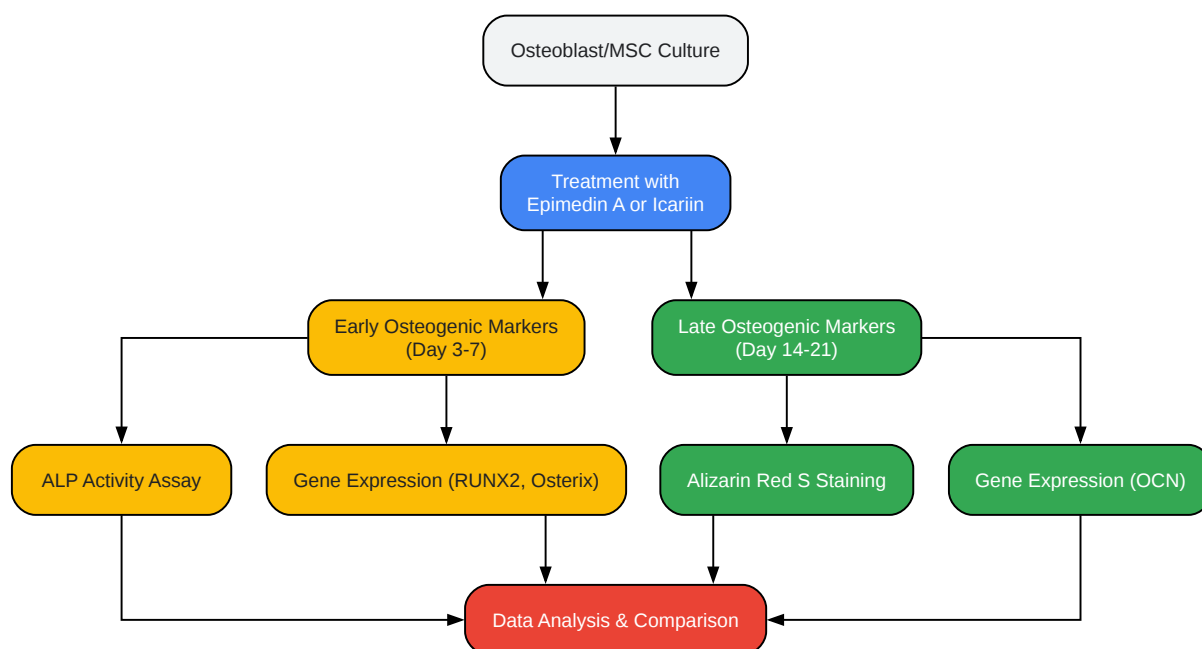 Osteoblast/MSC Culture
Treatment with
Epimedin A or Icariin
Early Osteogenic Markers
(Day 3-7)
Late Osteogenic Markers
(Day 14-21)
ALP Activity Assay
Gene Expression (RUNX2, Osterix)
Alizarin Red S Staining
Gene Expression (OCN)
Data Analysis & Comparison